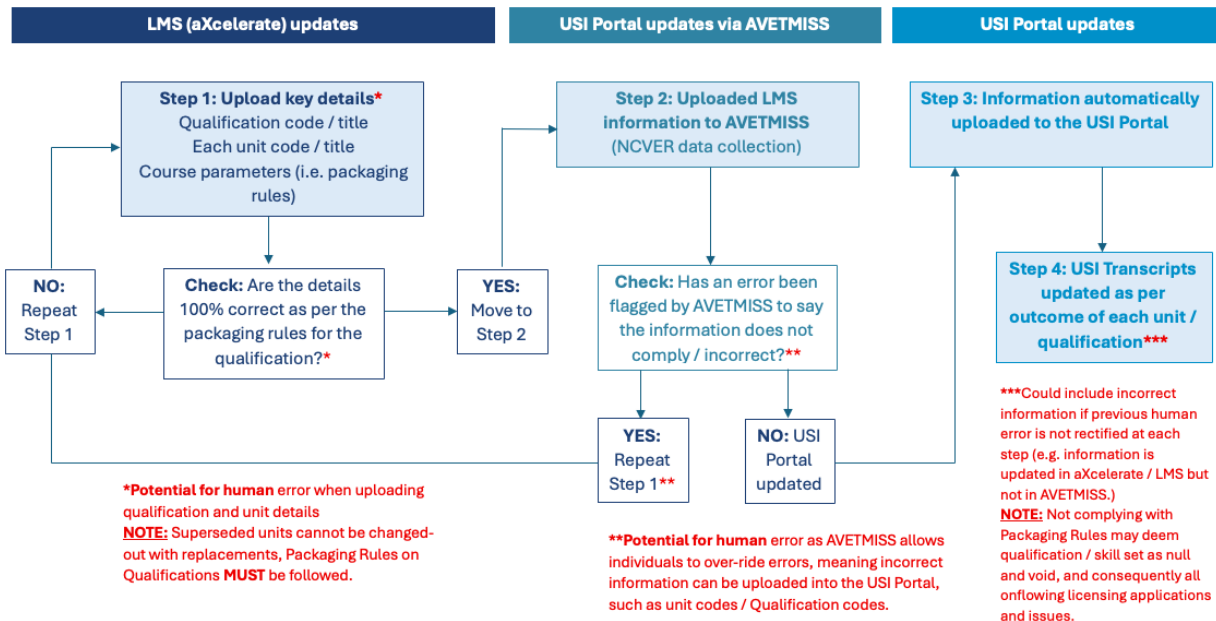 LMS (aXcelerate) updates
USI Portal updates via AVETMISS
USI Portal updates
Step 1: Upload key details*
Qualification code / title
Each unit code / title
Course parameters (i.e. packaging
rules)
Step 2: Uploaded LMS
information to AVETMISS
(NCVER data collection)
Step 3: Information automatically
uploaded to the USI Portal
NO:
Repeat
Step 1
Check: Are the details
100% correct as per the
packaging rules for the
qualification?*
YES:
Move to
Step 2
Check: Has an error been
flagged by AVETMISS to say
the information does not
comply / incorrect?**
Step 4: USI Transcripts
updated as per
outcome of each unit /
qualification***
YES:
Repeat
Step 1**
NO: USI
Portal
updated
*Potential for human error when uploading
qualification and unit details
NOTE: Superseded units cannot be changed-
out with replacements, Packaging Rules on
Qualifications MUST be followed.
**Potential for human error as AVETMISS allows
individuals to over-ride errors, meaning incorrect
information can be uploaded into the USI Portal,
such as unit codes / Qualification codes.
***Could include incorrect
information if previous human
error is not rectified at each
step (e.g. information is
updated in aXcelerate / LMS but
not in AVETMISS.)
NOTE: Not complying with
Packaging Rules may deem
qualification / skill set as null
and void, and consequently all
onflowing licensing applications
and issues.